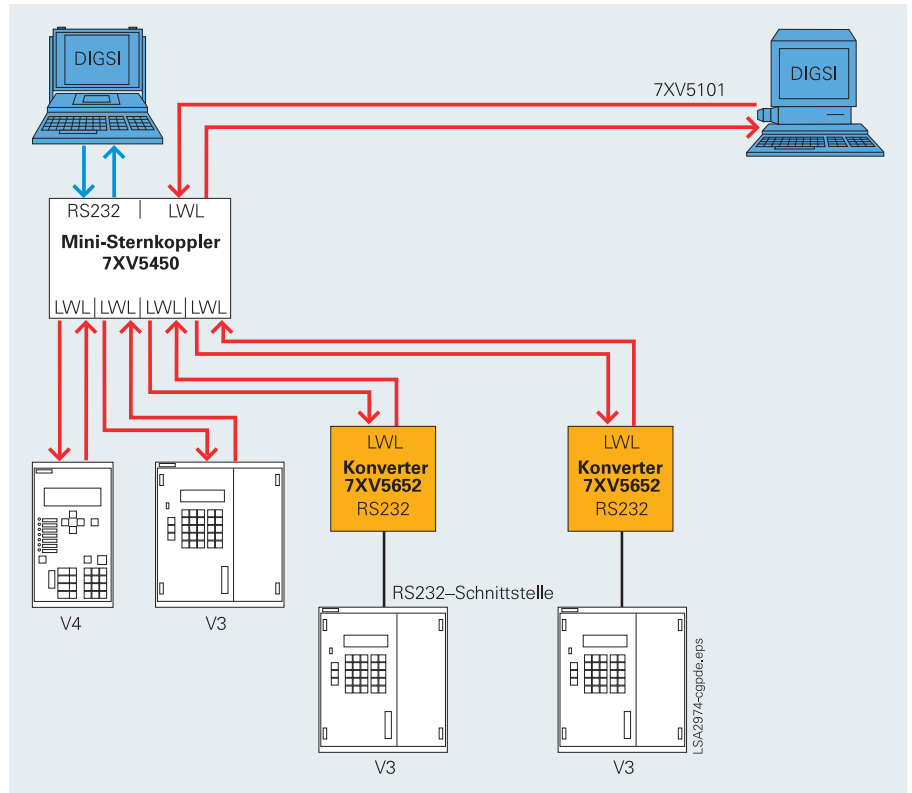 DIGSI
DIGSI
7XV5101
RS232 | LWL
Mini-Sternkoppler
7XV5450
LWL LWL LWL LWL
LWL
Konverter
7XV5652
RS232
LWL
Konverter
7XV5652
RS232
RS232–Schnittstelle
V4
V3
V3
V3
LSA2974-cgpde.eps